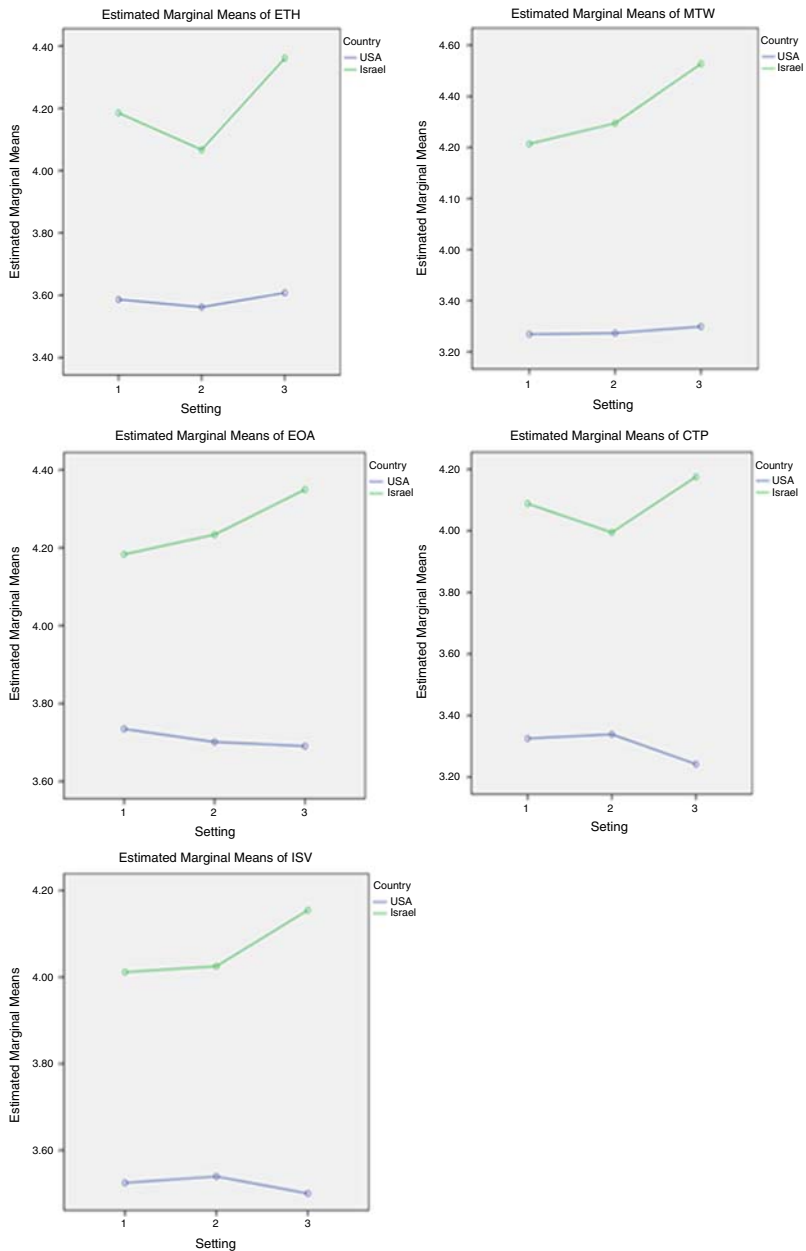 Estimated Marginal Means of ETH
Country
USA
Israel
4.40
4.20
4.00
3.80
3.60
3.40
Estimated Marginal Means
1 2 3
Setting
Estimated Marginal Means of MTW
Country
USA
Israel
4.60
4.40
4.20
4.10
4.00
3.40
3.20
Estimated Marginal Means
1 2 3
Setting
Estimated Marginal Means of EOA
Country
USA
Israel
4.40
4.20
4.00
3.80
3.60
Estimated Marginal Means
1 2 3
Setting
Estimated Marginal Means of CTP
Country
USA
Israel
4.20
4.00
3.80
3.60
3.40
3.20
Estimated Marginal Means
1 2 3
Seting
Estimated Marginal Means of ISV
Country
USA
Israel
4.20
4.00
3.80
3.60
Estimated Marginal Means
1 2 3
Setting